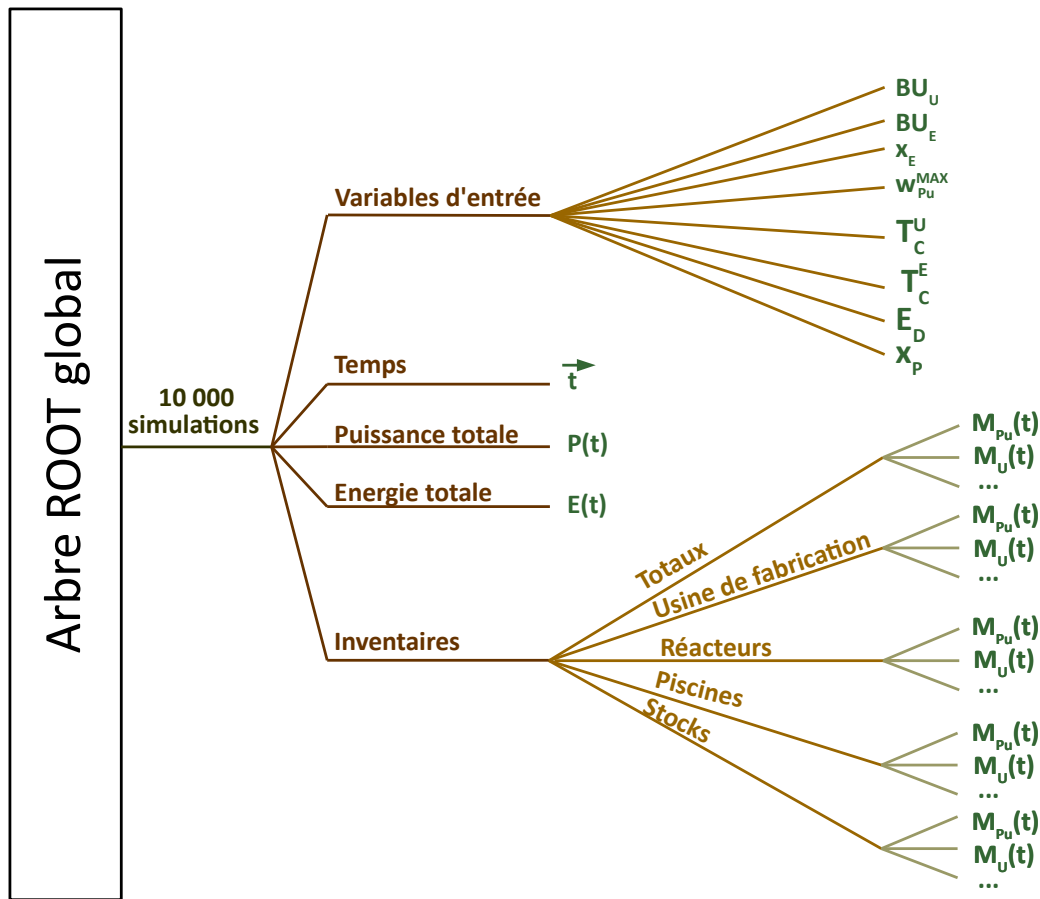 Arbre ROOT global
10 000
simulations
Variables d'entrée
BU_U
BU_E
x_E
w_Pu^MAX
T_C^U
T_C^E
E_D
x_P
Temps
t
Puissance totale
P(t)
Energie totale
E(t)
Inventaires
Totaux
M_Pu(t)
M_U(t)
...
Usine de fabrication
M_Pu(t)
M_U(t)
...
Réacteurs
M_Pu(t)
M_U(t)
...
Piscines
M_Pu(t)
M_U(t)
...
Stocks
M_Pu(t)
M_U(t)
...